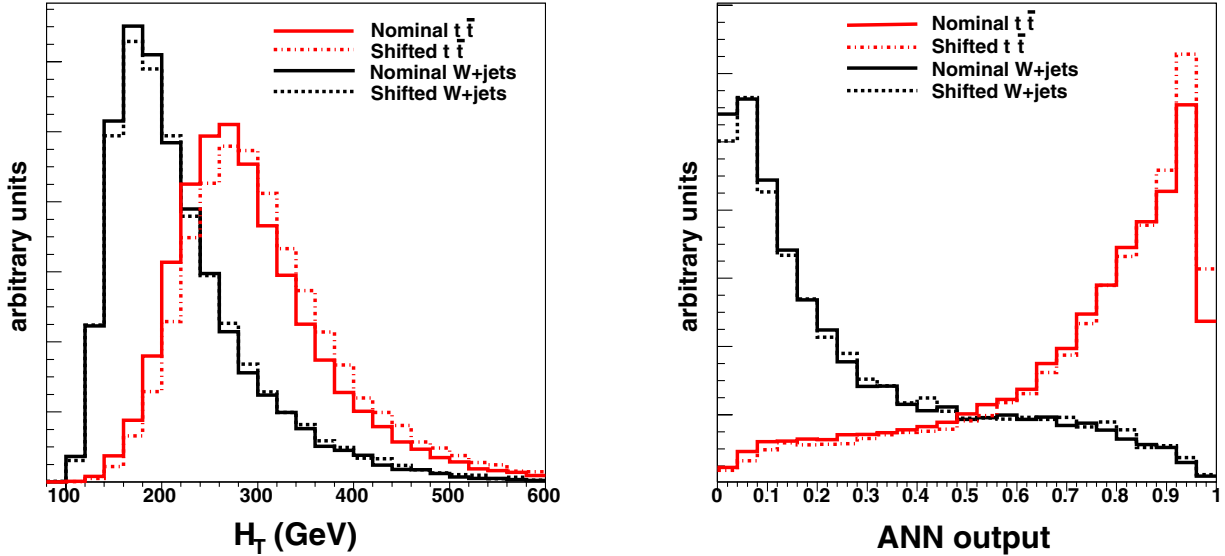 Nominal t t̄
Shifted t t̄
Nominal W+jets
Shifted W+jets
arbitrary units
100 200 300 400 500 600
H_T (GeV)
Nominal t t̄
Shifted t t̄
Nominal W+jets
Shifted W+jets
arbitrary units
0 0.1 0.2 0.3 0.4 0.5 0.6 0.7 0.8 0.9 1
ANN output